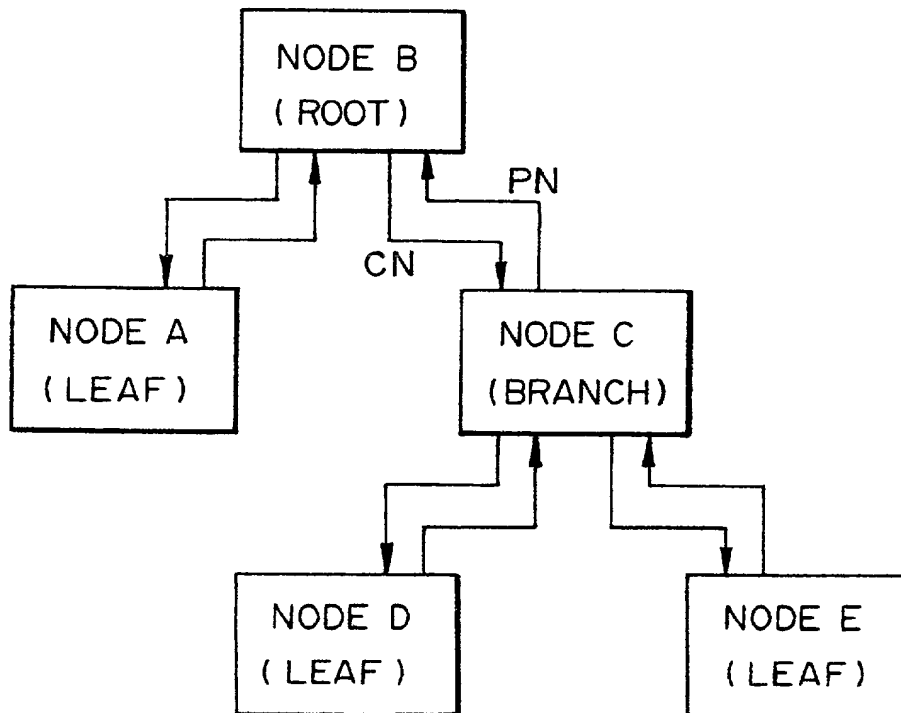 NODE B
(ROOT)
PN
CN
NODE A
(LEAF)
NODE C
(BRANCH)
NODE D
(LEAF)
NODE E
(LEAF)